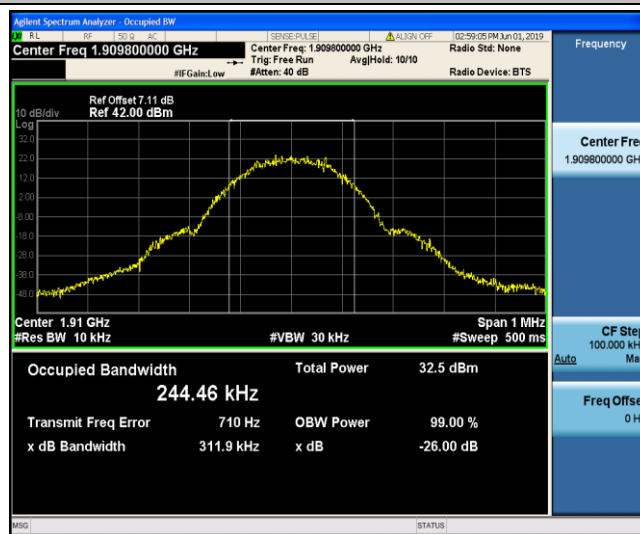 Agilent Spectrum Analyzer - Occupied BW
RL RF 50 Ω AC SENSE:PULSE ALIGN OFF 02:59:05 PM Jun 01, 2019
Center Freq 1.909800000 GHz Center Freq: 1.909800000 GHz Radio Std: None
Trig: Free Run Avg|Hold: 10/10
#IFGain:Low #Atten: 40 dB Radio Device: BTS
Frequency
Ref Offset 7.11 dB
10 dB/div Ref 42.00 dBm
Log
32.0
22.0
12.0
2.00
-8.00
-18.0
-28.0
-38.0
-48.0
Center 1.91 GHz Span 1 MHz
#Res BW 10 kHz #VBW 30 kHz #Sweep 500 ms
Occupied Bandwidth Total Power 32.5 dBm
244.46 kHz
Transmit Freq Error 710 Hz OBW Power 99.00 %
x dB Bandwidth 311.9 kHz x dB -26.00 dB
Center Fre
1.909800000 GH
CF Step
100.000 kH
Auto Ma
Freq Offse
0 H
MSG STATUS